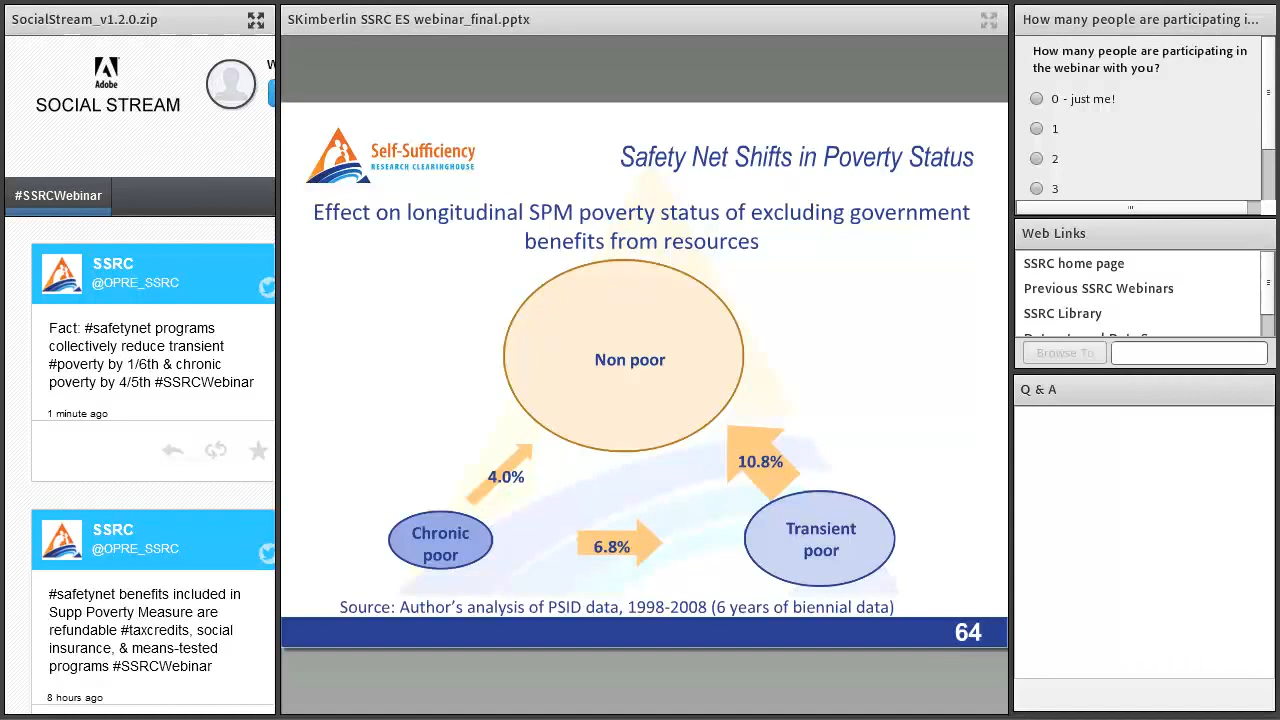 SocialStream_v1.2.0.zip
Adobe
SOCIAL STREAM
#SSRCWebinar
SSRC
@OPRE_SSRC
Fact: #safetynet programs
collectively reduce transient
#poverty by 1/6th & chronic
poverty by 4/5th #SSRCWebinar
1 minute ago
SSRC
@OPRE_SSRC
#safetynet benefits included in
Supp Poverty Measure are
refundable #taxcredits, social
insurance, & means-tested
programs #SSRCWebinar
8 hours ago
SKimberlin SSRC ES webinar_final.pptx
Self-Sufficiency
RESEARCH CLEARINGHOUSE
Safety Net Shifts in Poverty Status
Effect on longitudinal SPM poverty status of excluding government
benefits from resources
Non poor
4.0%
10.8%
Chronic
poor
6.8%
Transient
poor
Source: Author's analysis of PSID data, 1998-2008 (6 years of biennial data)
64
How many people are participating i...
How many people are participating in
the webinar with you?
0 - just me!
1
2
3
Web Links
SSRC home page
Previous SSRC Webinars
SSRC Library
Browse To
Q & A